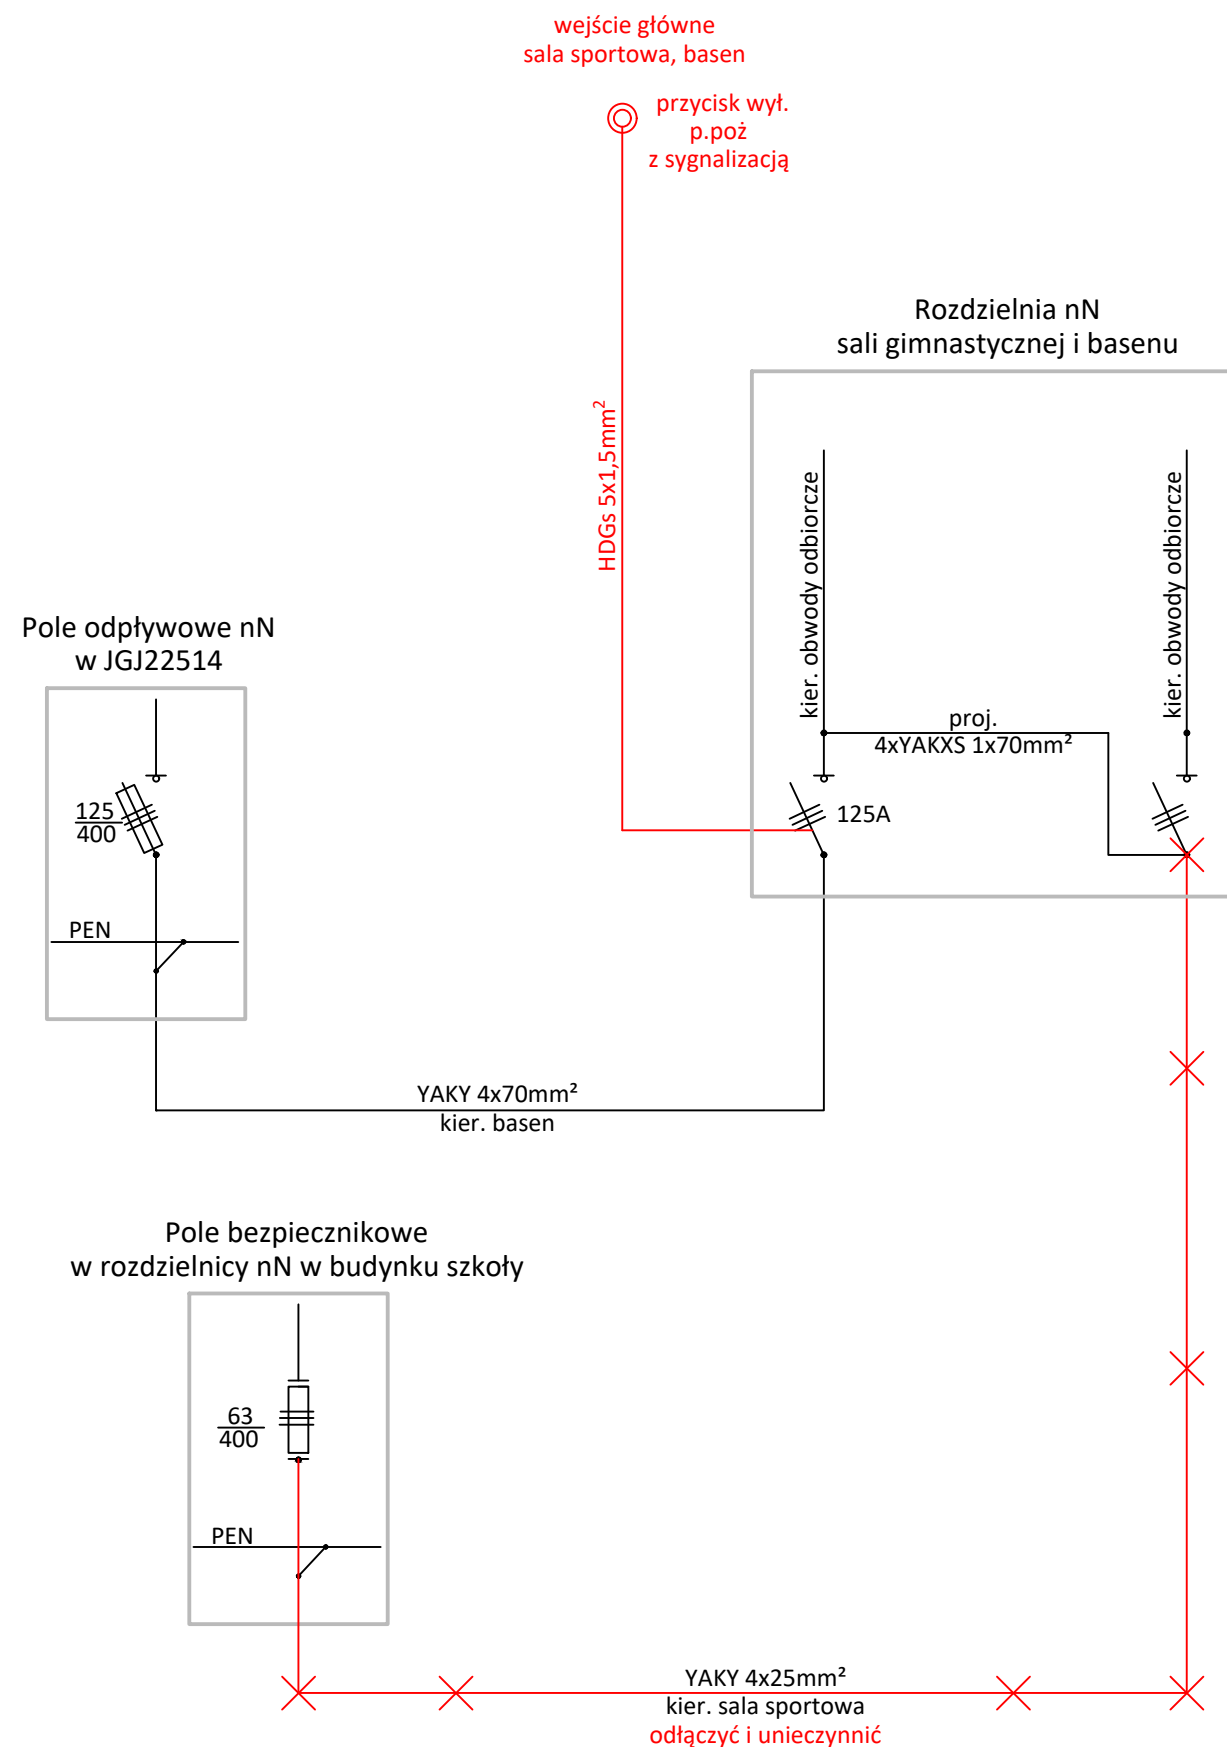 wejście główne
sala sportowa, basen
przycisk wył.
p.poż
z sygnalizacją
Rozdzielnia nN
sali gimnastycznej i basenu
HDGs 5x1,5mm²
kier. obwody odbiorcze
kier. obwody odbiorcze
proj.
4xYAKXS 1x70mm²
125A
Pole odpływowe nN
w JGJ22514
125
400
PEN
YAKY 4x70mm²
kier. basen
Pole bezpiecznikowe
w rozdzielnicy nN w budynku szkoły
63
400
PEN
YAKY 4x25mm²
kier. sala sportowa
odłączyć i unieczynnić